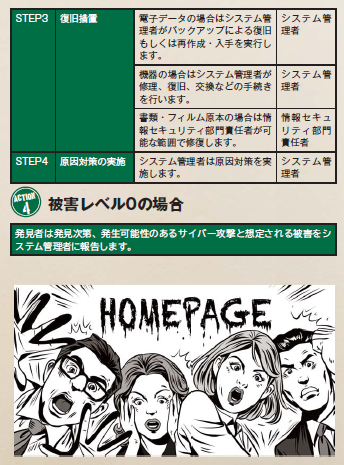 STEP3 復旧措置 電子データの場合はシステム管 システム管
理者がバックアップによる復旧 理者
もしくは再作成・入手を実行し
ます。
機器の場合はシステム管理者が システム管
修理、復旧、交換などの手続き 理者
を行います。
書類・フィルム原本の場合は情 情報セキュ
報セキュリティ部門責任者が可 リティ部門
能な範囲で修復します。 責任者
STEP4 原因対策の実施 システム管理者は原因対策を実 システム管
施します。 理者
ACTION
4
被害レベル0の場合
発見者は発見次第、発生可能性のあるサイバー攻撃と想定される被害をシ
ステム管理者に報告します。
HOMEPAGE